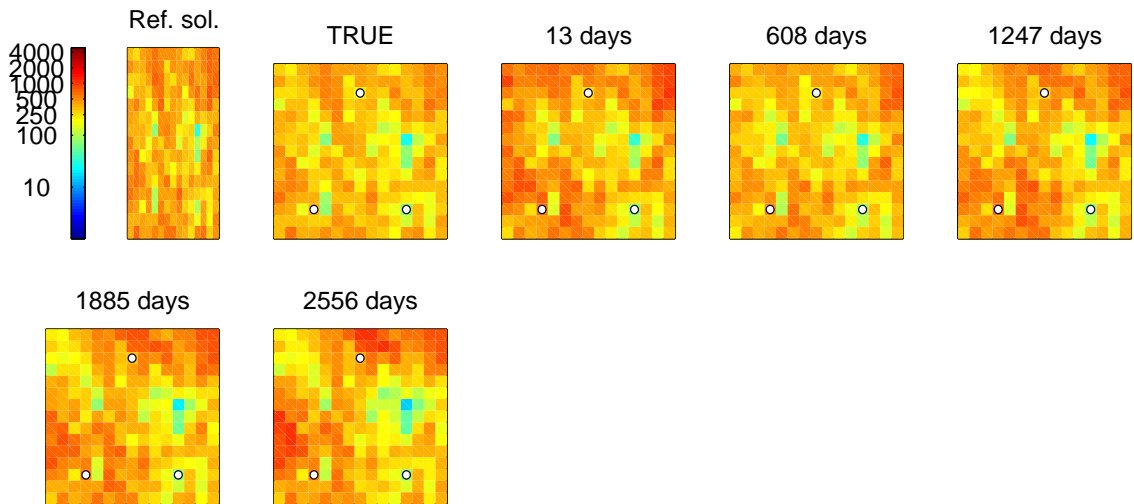 Ref. sol.
TRUE
13 days
608 days
1247 days
4000
2000
1000
500
250
100
10
1885 days
2556 days